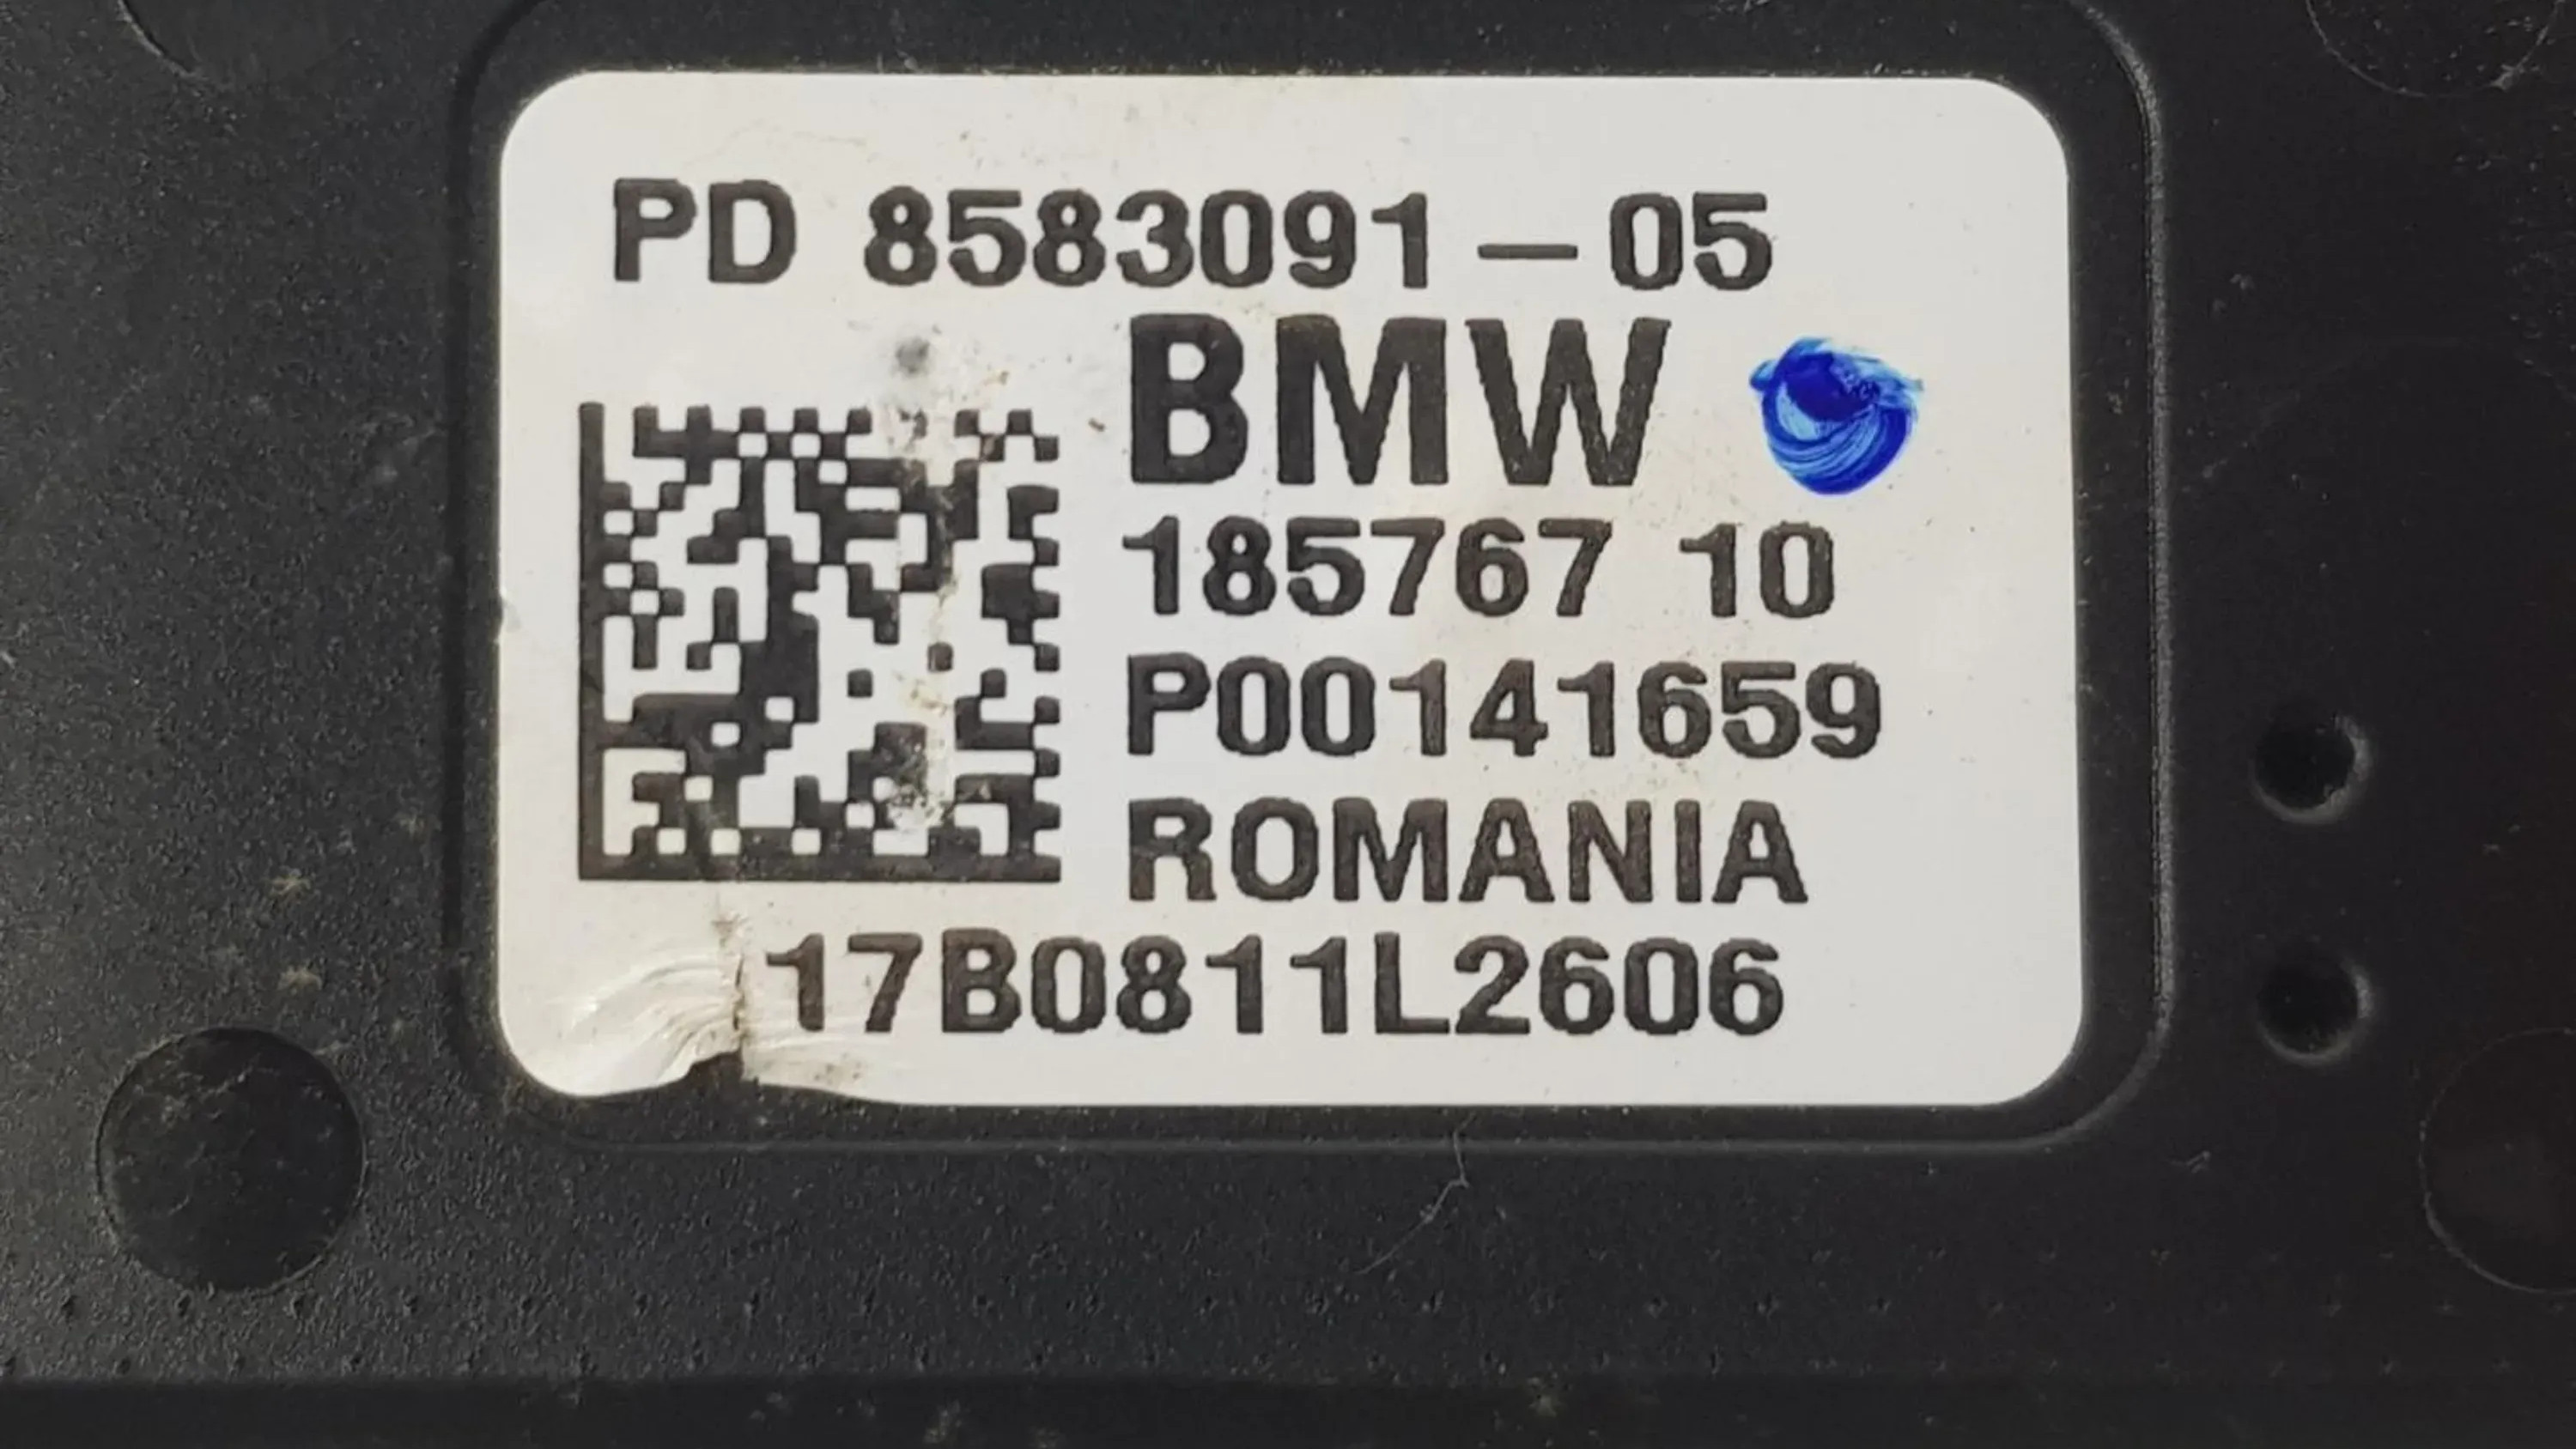 PD 8583091-05
BMW
185767 10
P00141659
ROMANIA
17B0811L2606